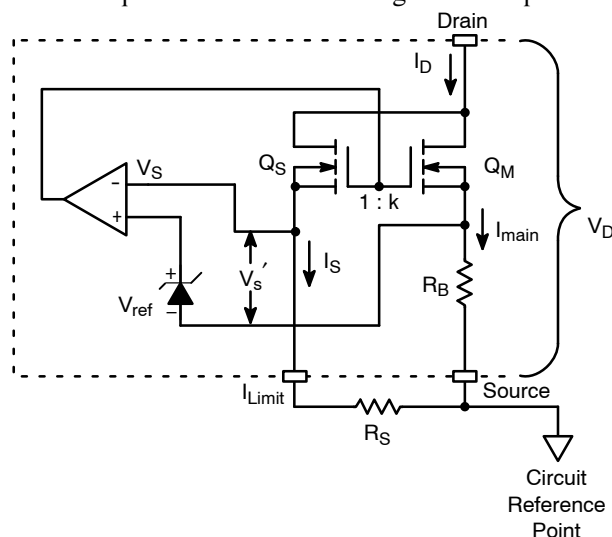 Drain
I_D
Q_S
Q_M
V_S
-
+
1 : k
I_S
I_main
V_D
V_s′
+
V_ref
−
R_B
I_Limit
Source
R_S
Circuit
Reference
Point